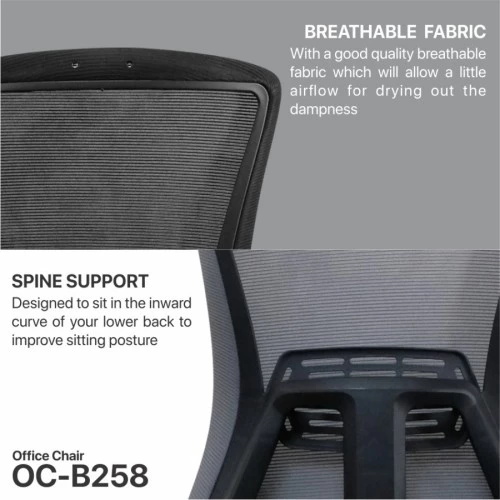 BREATHABLE FABRIC
With a good quality breathable
fabric which will allow a little
airflow for drying out the
dampness
SPINE SUPPORT
Designed to sit in the inward
curve of your lower back to
improve sitting posture
Office Chair
OC-B258